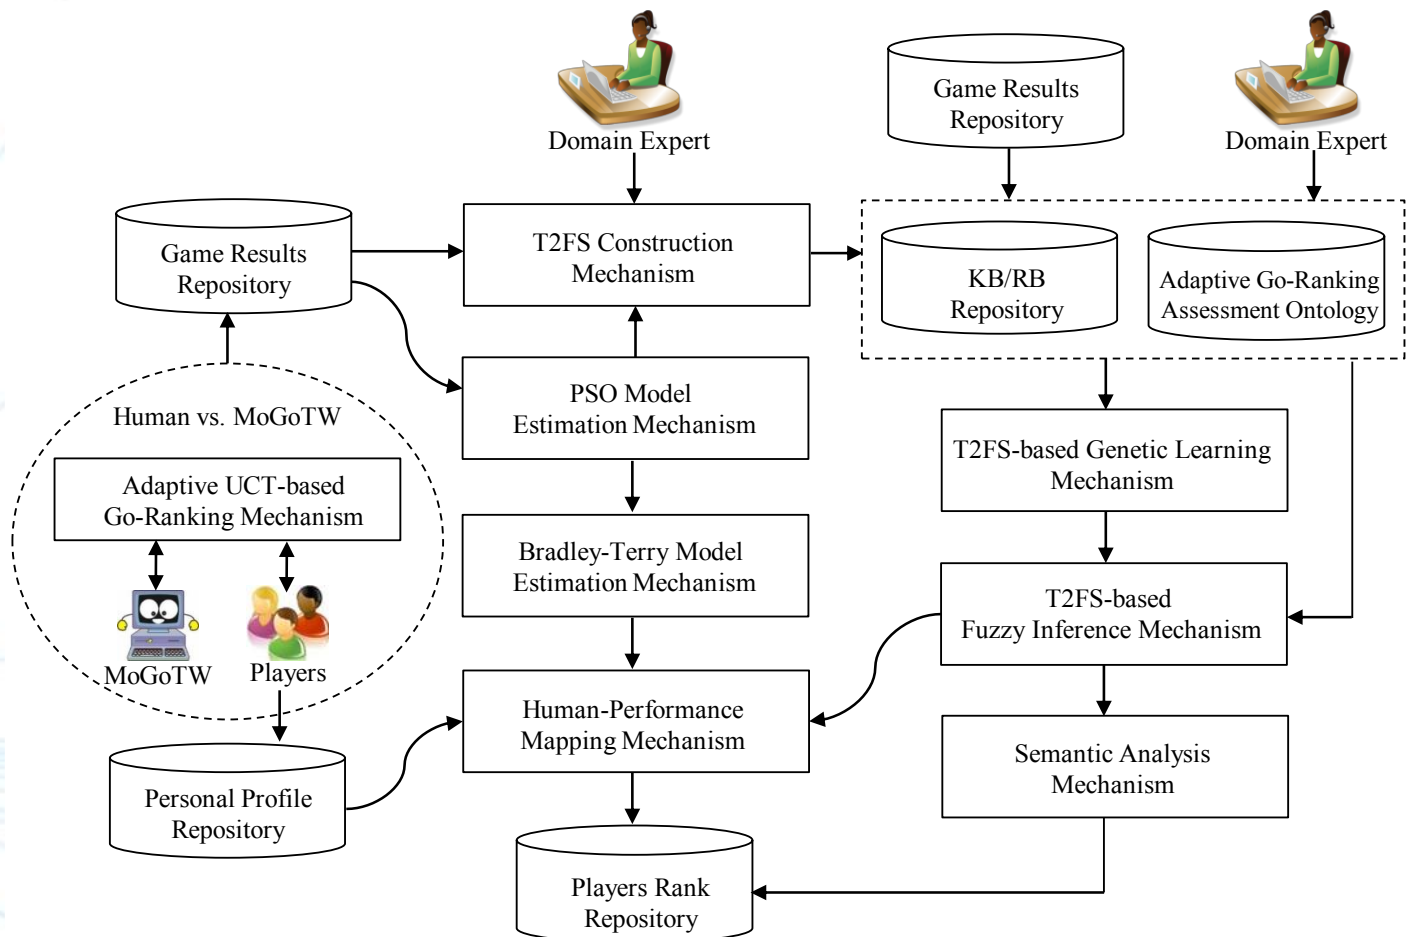 Domain Expert
Game Results
Repository
Domain Expert
Game Results
Repository
T2FS Construction
Mechanism
KB/RB
Repository
Adaptive Go-Ranking
Assessment Ontology
PSO Model
Estimation Mechanism
Human vs. MoGoTW
Adaptive UCT-based
Go-Ranking Mechanism
MoGoTW
Players
T2FS-based Genetic Learning
Mechanism
Bradley-Terry Model
Estimation Mechanism
T2FS-based
Fuzzy Inference Mechanism
Human-Performance
Mapping Mechanism
Semantic Analysis
Mechanism
Personal Profile
Repository
Players Rank
Repository